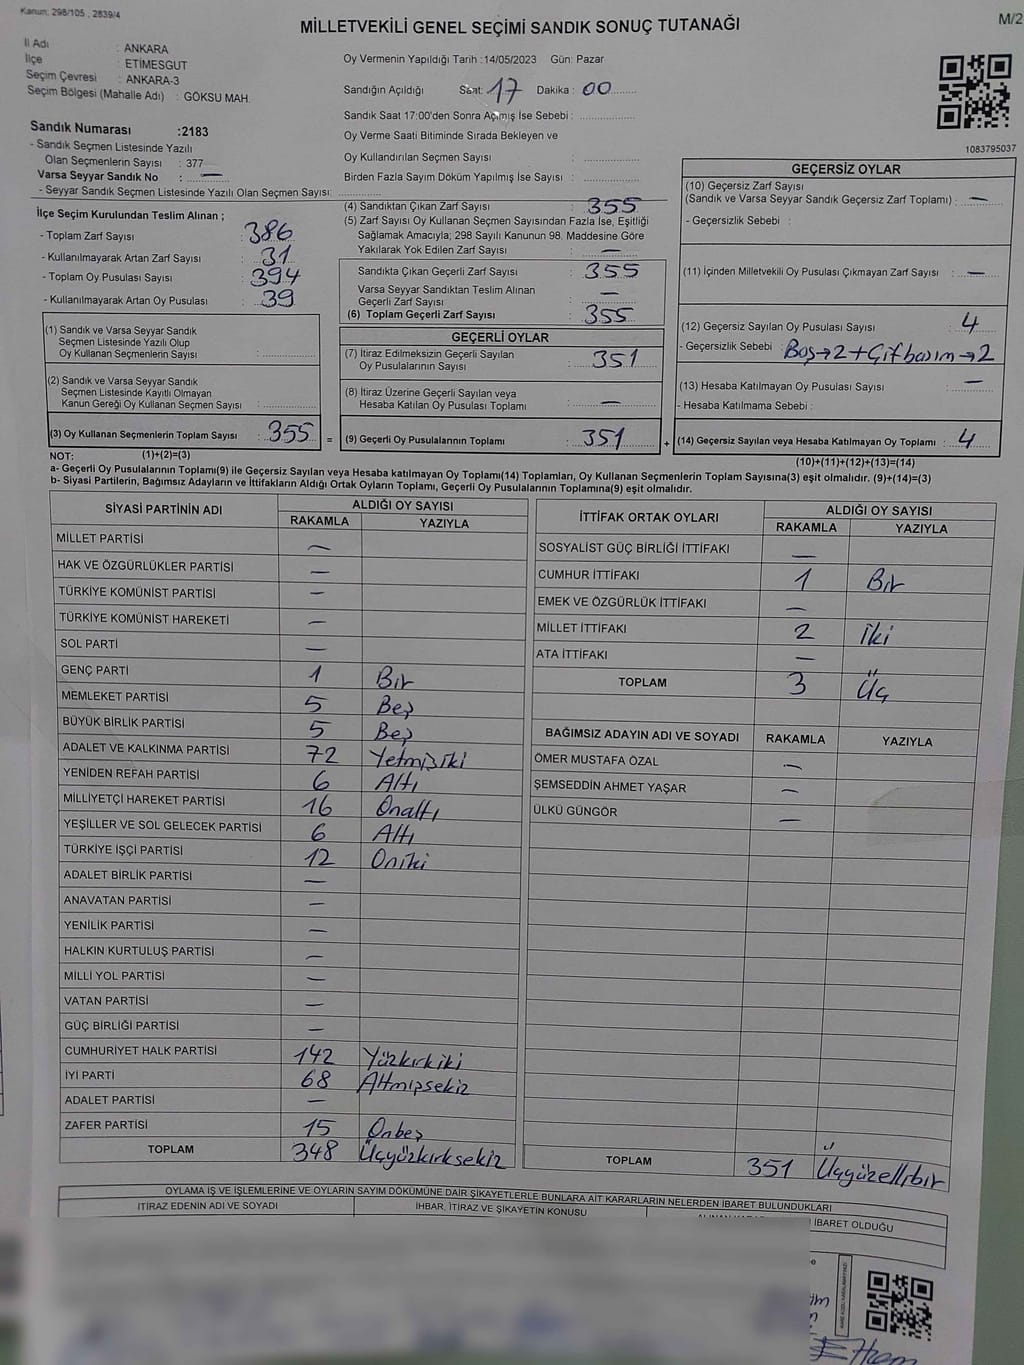 Kanun: 298/105 , 2839/4
MİLLETVEKİLİ GENEL SEÇİMİ SANDIK SONUÇ TUTANAĞI
M/2
İl Adı : ANKARA
İlçe : ETİMESGUT
Seçim Çevresi : ANKARA-3
Seçim Bölgesi (Mahalle Adı) : GÖKSU MAH.
Sandık Numarası :2183
- Sandık Seçmen Listesinde Yazılı
Olan Seçmenlerin Sayısı : 377
Varsa Seyyar Sandık No : —
- Seyyar Sandık Seçmen Listesinde Yazılı Olan Seçmen Sayısı:
İlçe Seçim Kurulundan Teslim Alınan ;
- Toplam Zarf Sayısı : 386
- Kullanılmayarak Artan Zarf Sayısı : 31
- Toplam Oy Pusulası Sayısı : 394
- Kullanılmayarak Artan Oy Pusulası : 39
Oy Vermenin Yapıldığı Tarih :14/05/2023 Gün: Pazar
Sandığın Açıldığı Saat: 17 Dakika : 00
Sandık Saat 17:00'den Sonra Açılmış İse Sebebi :
Oy Verme Saati Bitiminde Sırada Bekleyen ve
Oy Kullandırılan Seçmen Sayısı :
Birden Fazla Sayım Döküm Yapılmış İse Sayısı :
(4) Sandıktan Çıkan Zarf Sayısı : 355
(5) Zarf Sayısı Oy Kullanan Seçmen Sayısından Fazla İse, Eşitliği
Sağlamak Amacıyla; 298 Sayılı Kanunun 98. Maddesine Göre
Yakılarak Yok Edilen Zarf Sayısı : —
Sandıkta Çıkan Geçerli Zarf Sayısı : 355
Varsa Seyyar Sandıktan Teslim Alınan
Geçerli Zarf Sayısı : —
(6) Toplam Geçerli Zarf Sayısı : 355
1083795037
GEÇERSİZ OYLAR
(10) Geçersiz Zarf Sayısı
(Sandık ve Varsa Seyyar Sandık Geçersiz Zarf Toplamı) : —
- Geçersizlik Sebebi :
(11) İçinden Milletvekili Oy Pusulası Çıkmayan Zarf Sayısı : —
(12) Geçersiz Sayılan Oy Pusulası Sayısı : 4
- Geçersizlik Sebebi : Boş→2 + Çif basım→2
(13) Hesaba Katılmayan Oy Pusulası Sayısı : —
- Hesaba Katılmama Sebebi :
(14) Geçersiz Sayılan veya Hesaba Katılmayan Oy Toplamı : 4
(10)+(11)+(12)+(13)=(14)
(1) Sandık ve Varsa Seyyar Sandık
Seçmen Listesinde Yazılı Olup
Oy Kullanan Seçmenlerin Sayısı :
(2) Sandık ve Varsa Seyyar Sandık
Seçmen Listesinde Kayıtlı Olmayan
Kanun Gereği Oy Kullanan Seçmen Sayısı :
(3) Oy Kullanan Seçmenlerin Toplam Sayısı : 355 =
GEÇERLİ OYLAR
(7) İtiraz Edilmeksizin Geçerli Sayılan
Oy Pusulalarının Sayısı : 351
(8) İtiraz Üzerine Geçerli Sayılan veya
Hesaba Katılan Oy Pusulası Toplamı : —
(9) Geçerli Oy Pusulalarının Toplamı : 351 +
NOT: (1)+(2)=(3)
a- Geçerli Oy Pusulalarının Toplamı(9) ile Geçersiz Sayılan veya Hesaba katılmayan Oy Toplamı(14) Toplamları, Oy Kullanan Seçmenlerin Toplam Sayısına(3) eşit olmalıdır. (9)+(14)=(3)
b- Siyasi Partilerin, Bağımsız Adayların ve İttifakların Aldığı Ortak Oyların Toplamı, Geçerli Oy Pusulalarının Toplamına(9) eşit olmalıdır.
SİYASİ PARTİNİN ADI ALDIĞI OY SAYISI
RAKAMLA YAZIYLA
MİLLET PARTİSİ —
HAK VE ÖZGÜRLÜKLER PARTİSİ —
TÜRKİYE KOMÜNİST PARTİSİ —
TÜRKİYE KOMÜNİST HAREKETİ —
SOL PARTİ —
GENÇ PARTİ 1 Bir
MEMLEKET PARTİSİ 5 Beş
BÜYÜK BİRLİK PARTİSİ 5 Beş
ADALET VE KALKINMA PARTİSİ 72 Yetmişiki
YENİDEN REFAH PARTİSİ 6 Altı
MİLLİYETÇİ HAREKET PARTİSİ 16 Onaltı
YEŞİLLER VE SOL GELECEK PARTİSİ 6 Altı
TÜRKİYE İŞÇİ PARTİSİ 12 Oniki
ADALET BİRLİK PARTİSİ —
ANAVATAN PARTİSİ —
YENİLİK PARTİSİ —
HALKIN KURTULUŞ PARTİSİ —
MİLLİ YOL PARTİSİ —
VATAN PARTİSİ —
GÜÇ BİRLİĞİ PARTİSİ —
CUMHURİYET HALK PARTİSİ 142 Yüzkırkiki
İYİ PARTİ 68 Altmışsekiz
ADALET PARTİSİ —
ZAFER PARTİSİ 15 Onbeş
TOPLAM 348 Üçyüzkırksekiz
İTTİFAK ORTAK OYLARI ALDIĞI OY SAYISI
RAKAMLA YAZIYLA
SOSYALİST GÜÇ BİRLİĞİ İTTİFAKI —
CUMHUR İTTİFAKI 1 Bir
EMEK VE ÖZGÜRLÜK İTTİFAKI —
MİLLET İTTİFAKI 2 İki
ATA İTTİFAKI —
TOPLAM 3 Üç
BAĞIMSIZ ADAYIN ADI VE SOYADI RAKAMLA YAZIYLA
ÖMER MUSTAFA ÖZAL —
ŞEMSEDDİN AHMET YAŞAR —
ÜLKÜ GÜNGÖR —
TOPLAM 351 Üçyüzellibir
OYLAMA İŞ VE İŞLEMLERİNE VE OYLARIN SAYIM DÖKÜMÜNE DAİR ŞİKAYETLERLE BUNLARA AİT KARARLARIN NELERDEN İBARET BULUNDUKLARI
İTİRAZ EDENİN ADI VE SOYADI İHBAR, İTİRAZ VE ŞİKAYETİN KONUSU İBARET OLDUĞU